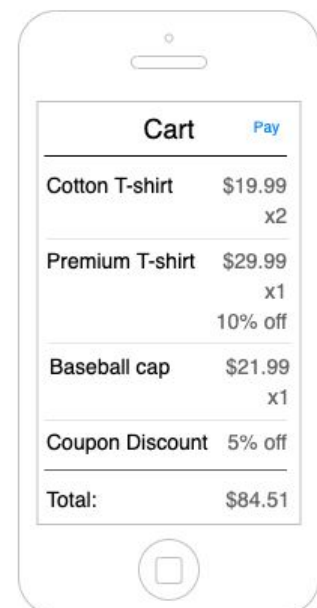 Cart Pay
Cotton T-shirt $19.99
x2
Premium T-shirt $29.99
x1
10% off
Baseball cap $21.99
x1
Coupon Discount 5% off
Total: $84.51